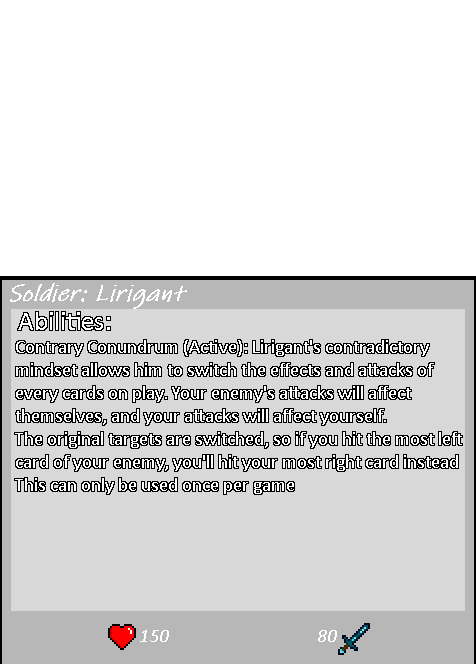 Soldier: Lirigant
Abilities:
Contrary Conundrum (Active): Lirigant's contradictory
mindset allows him to switch the effects and attacks of
every cards on play. Your enemy's attacks will affect
themselves, and your attacks will affect yourself.
The original targets are switched, so if you hit the most left
card of your enemy, you'll hit your most right card instead
This can only be used once per game
150 80